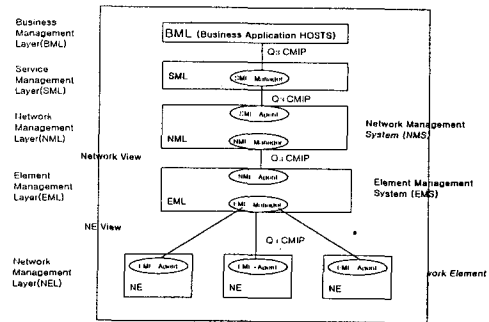 Business
Management
Layer(BML)
BML (Business Application HOSTS)
Q3 CMIP
Service
Management
Layer(SML)
SML
SML Manager
Q3 CMIP
Network
Management
Layer(NML)
SML Agent
NML
NML Manager
Network Management
System (NMS)
Network View
Q3 CMIP
Element
Management
Layer(EML)
NML Agent
EML
EML Manager
Element Management
System (EMS)
NE View
Q3 CMIP
Network
Management
Layer(NEL)
EML Agent
EML-Agent
EML Agent
NE
NE
NE
ork Element